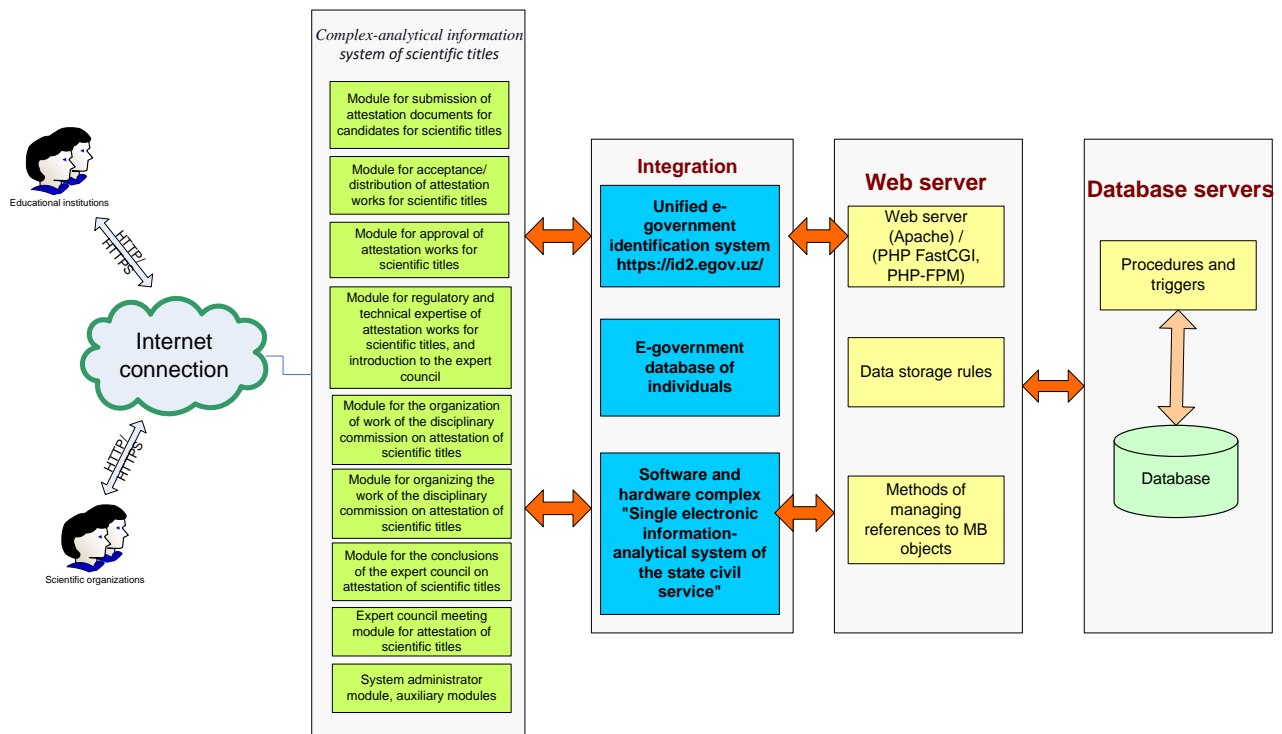 Educational institutions
HTTP/
HTTPS
Internet
connection
HTTP/
HTTPS
Scientific organizations
Complex-analytical information
system of scientific titles
Module for submission of
attestation documents for
candidates for scientific titles
Module for acceptance/
distribution of attestation
works for scientific titles
Module for approval of
attestation works for
scientific titles
Module for regulatory and
technical expertise of
attestation works for
scientific titles, and
introduction to the expert
council
Module for the organization
of work of the disciplinary
commission on attestation of
scientific titles
Module for organizing the
work of the disciplinary
commission on attestation of
scientific titles
Module for the conclusions
of the expert council on
attestation of scientific titles
Expert council meeting
module for attestation of
scientific titles
System administrator
module, auxiliary modules
Integration
Unified e-
government
identification system
https://id2.egov.uz/
E-government
database of
individuals
Software and
hardware complex
"Single electronic
information-
analytical system of
the state civil
service"
Web server
Web server
(Apache) /
(PHP FastCGI,
PHP-FPM)
Data storage rules
Methods of
managing
references to MB
objects
Database servers
Procedures and
triggers
Database